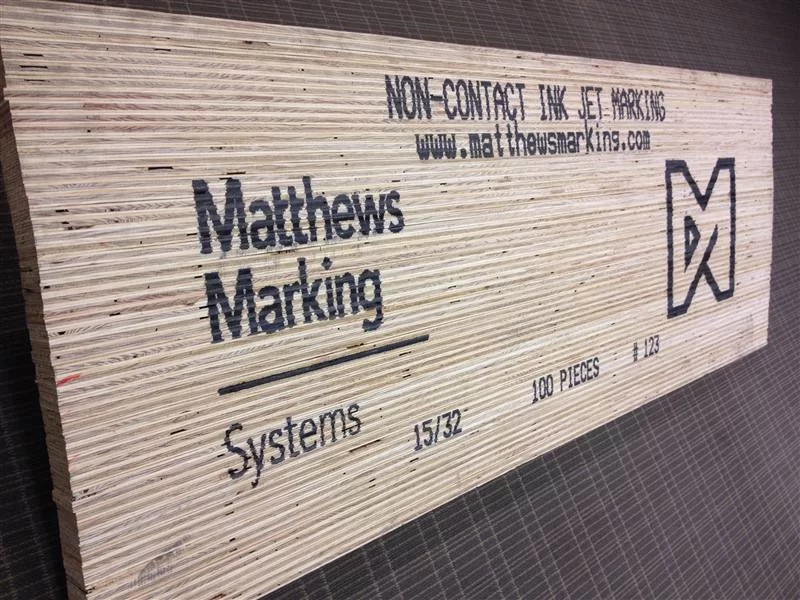 NON-CONTACT INK JET MARKING
www.matthewsmarking.com
Matthews
Marking
Systems
15/32
100 PIECES
# 123